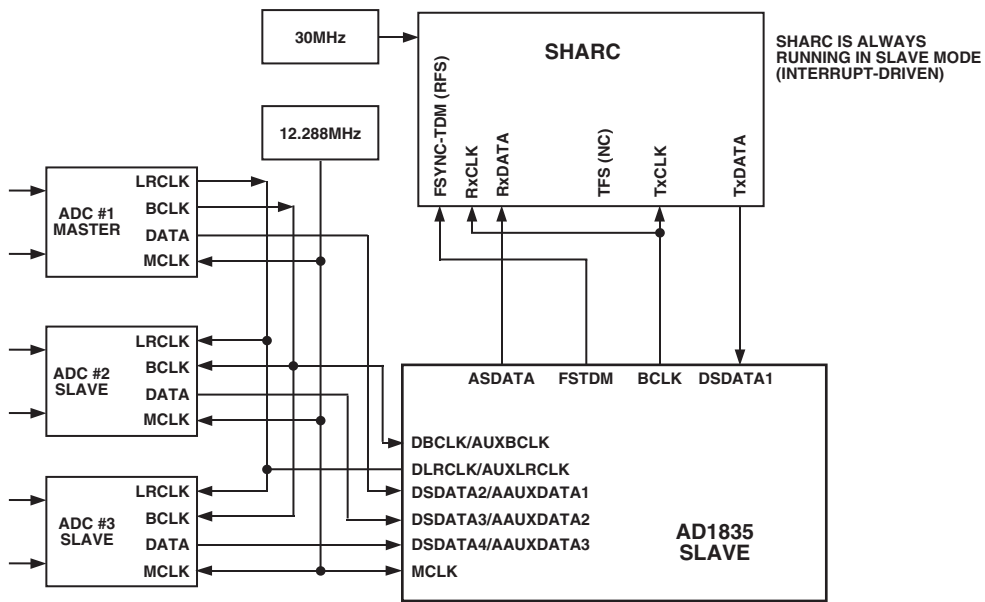 30MHz
SHARC
SHARC IS ALWAYS
RUNNING IN SLAVE MODE
(INTERRUPT-DRIVEN)
12.288MHz
FSYNC-TDM (RFS)
RxCLK
RxDATA
TFS (NC)
TxCLK
TxDATA
ADC #1
MASTER
LRCLK
BCLK
DATA
MCLK
ADC #2
SLAVE
LRCLK
BCLK
DATA
MCLK
ADC #3
SLAVE
LRCLK
BCLK
DATA
MCLK
ASDATA FSTDM BCLK DSDATA1
DBCLK/AUXBCLK
DLRCLK/AUXLRCLK
DSDATA2/AAUXDATA1
DSDATA3/AAUXDATA2
DSDATA4/AAUXDATA3
MCLK
AD1835
SLAVE